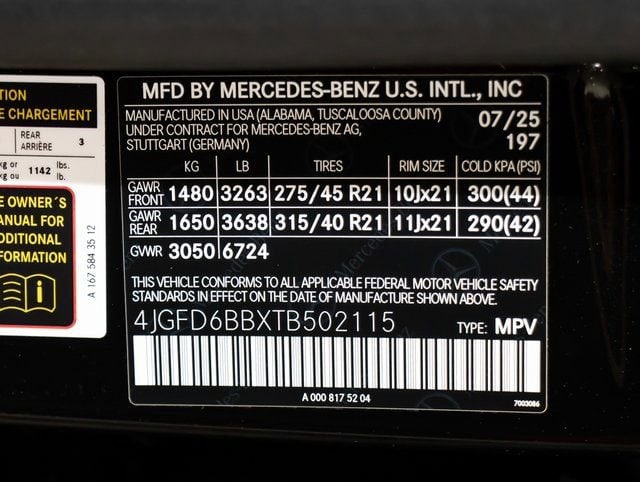 TION
E CHARGEMENT
REAR
ARRIÈRE 3
kg or
kg ou 1142 lbs.
lb.
E OWNER´S
ANUAL FOR
DDITIONAL
FORMATION
A 167 584 35 12
MFD BY MERCEDES-BENZ U.S. INTL., INC
MANUFACTURED IN USA (ALABAMA, TUSCALOOSA COUNTY) 07/25
UNDER CONTRACT FOR MERCEDES-BENZ AG, 197
STUTTGART (GERMANY)
KG LB TIRES RIM SIZE COLD KPA(PSI)
GAWR FRONT 1480 3263 275/45 R21 10Jx21 300(44)
GAWR REAR 1650 3638 315/40 R21 11Jx21 290(42)
GVWR 3050 6724
THIS VEHICLE CONFORMS TO ALL APPLICABLE FEDERAL MOTOR VEHICLE SAFETY
STANDARDS IN EFFECT ON THE DATE OF MANUFACTURE SHOWN ABOVE.
4JGFD6BBXTB502115 TYPE: MPV
A 000 817 52 04
7003086